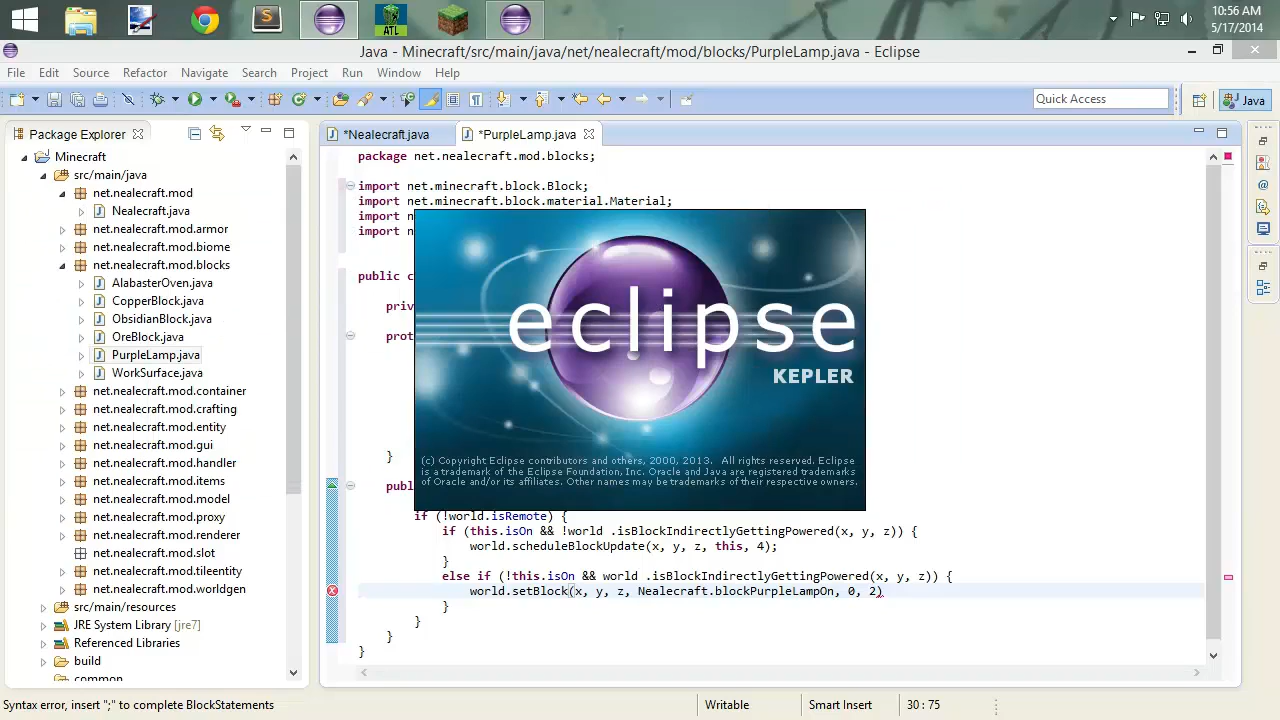 ATL
10:56 AM
5/17/2014
Java - Minecraft/src/main/java/net/nealecraft/mod/blocks/PurpleLamp.java - Eclipse
File Edit Source Refactor Navigate Search Project Run Window Help
Quick Access
Java
Package Explorer
*Nealecraft.java
*PurpleLamp.java
Minecraft
src/main/java
net.nealecraft.mod
Nealecraft.java
net.nealecraft.mod.armor
net.nealecraft.mod.biome
net.nealecraft.mod.blocks
AlabasterOven.java
CopperBlock.java
ObsidianBlock.java
OreBlock.java
PurpleLamp.java
WorkSurface.java
net.nealecraft.mod.container
net.nealecraft.mod.crafting
net.nealecraft.mod.entity
net.nealecraft.mod.gui
net.nealecraft.mod.handler
net.nealecraft.mod.items
net.nealecraft.mod.model
net.nealecraft.mod.proxy
net.nealecraft.mod.renderer
net.nealecraft.mod.slot
net.nealecraft.mod.tileentity
net.nealecraft.mod.worldgen
src/main/resources
JRE System Library [jre7]
Referenced Libraries
build
common
package net.nealecraft.mod.blocks;
import net.minecraft.block.Block;
import net.minecraft.block.material.Material;
import n
import n
public c
priv
prot
}
publ
if (!world.isRemote) {
if (this.isOn && !world .isBlockIndirectlyGettingPowered(x, y, z)) {
world.scheduleBlockUpdate(x, y, z, this, 4);
}
else if (!this.isOn && world .isBlockIndirectlyGettingPowered(x, y, z)) {
world.setBlock(x, y, z, Nealecraft.blockPurpleLampOn, 0, 2)
}
}
}
}
eclipse
KEPLER
(c) Copyright Eclipse contributors and others, 2000, 2013. All rights reserved. Eclipse
is a trademark of the Eclipse Foundation, Inc. Oracle and Java are registered trademarks
of Oracle and/or its affiliates. Other names may be trademarks of their respective owners.
Syntax error, insert ";" to complete BlockStatements
Writable
Smart Insert
30 : 75